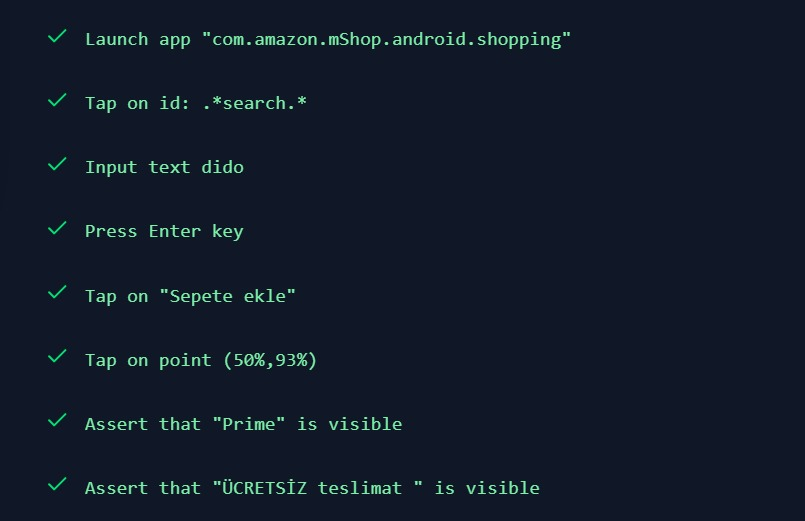 Launch app "com.amazon.mShop.android.shopping"
Tap on id: .*search.*
Input text dido
Press Enter key
Tap on "Sepete ekle"
Tap on point (50%,93%)
Assert that "Prime" is visible
Assert that "ÜCRETSİZ teslimat " is visible